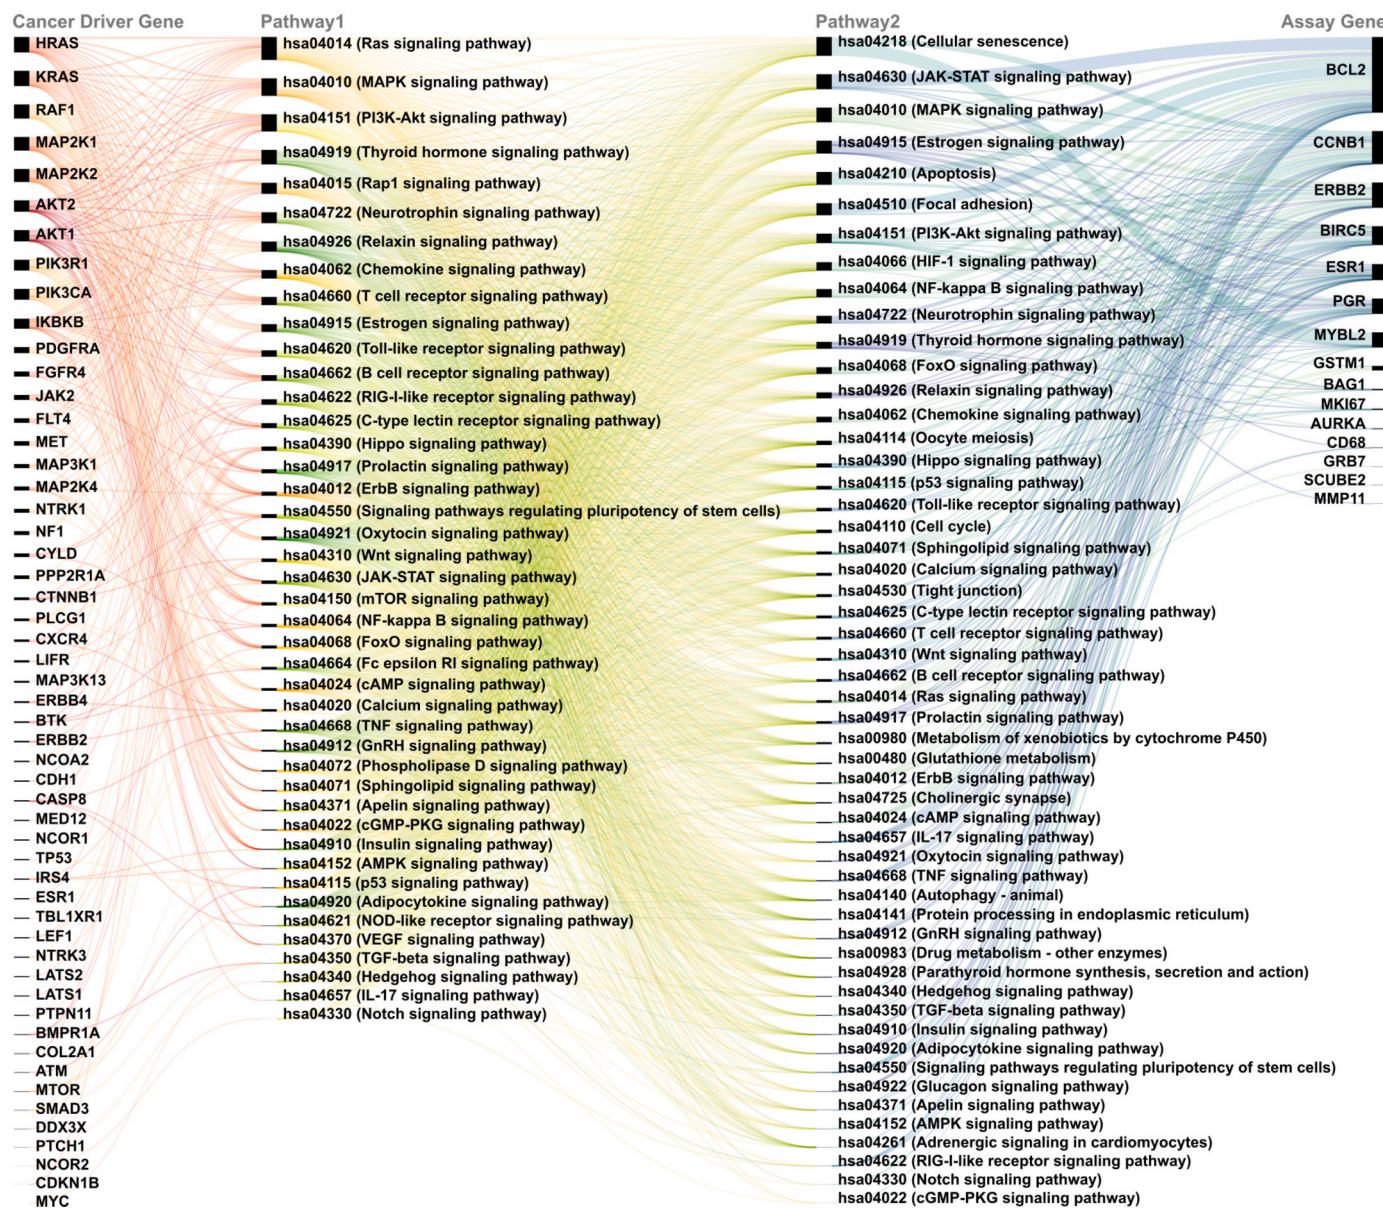 Cancer Driver Gene
HRAS
KRAS
RAF1
MAP2K1
MAP2K2
AKT2
AKT1
PIK3R1
PIK3CA
IKBKB
PDGFRA
FGFR4
JAK2
FLT4
MET
MAP3K1
MAP2K4
NTRK1
NF1
CYLD
PPP2R1A
CTNNB1
PLCG1
CXCR4
LIFR
MAP3K13
ERBB4
BTK
ERBB2
NCOA2
CDH1
CASP8
MED12
NCOR1
TP53
IRS4
ESR1
TBL1XR1
LEF1
NTRK3
LATS2
LATS1
PTPN11
BMPR1A
COL2A1
ATM
MTOR
SMAD3
DDX3X
PTCH1
NCOR2
CDKN1B
MYC
Pathway1
hsa04014 (Ras signaling pathway)
hsa04010 (MAPK signaling pathway)
hsa04151 (PI3K-Akt signaling pathway)
hsa04919 (Thyroid hormone signaling pathway)
hsa04015 (Rap1 signaling pathway)
hsa04722 (Neurotrophin signaling pathway)
hsa04926 (Relaxin signaling pathway)
hsa04062 (Chemokine signaling pathway)
hsa04660 (T cell receptor signaling pathway)
hsa04915 (Estrogen signaling pathway)
hsa04620 (Toll-like receptor signaling pathway)
hsa04662 (B cell receptor signaling pathway)
hsa04622 (RIG-I-like receptor signaling pathway)
hsa04625 (C-type lectin receptor signaling pathway)
hsa04390 (Hippo signaling pathway)
hsa04917 (Prolactin signaling pathway)
hsa04012 (ErbB signaling pathway)
hsa04550 (Signaling pathways regulating pluripotency of stem cells)
hsa04921 (Oxytocin signaling pathway)
hsa04310 (Wnt signaling pathway)
hsa04630 (JAK-STAT signaling pathway)
hsa04150 (mTOR signaling pathway)
hsa04064 (NF-kappa B signaling pathway)
hsa04068 (FoxO signaling pathway)
hsa04664 (Fc epsilon RI signaling pathway)
hsa04024 (cAMP signaling pathway)
hsa04020 (Calcium signaling pathway)
hsa04668 (TNF signaling pathway)
hsa04912 (GnRH signaling pathway)
hsa04072 (Phospholipase D signaling pathway)
hsa04071 (Sphingolipid signaling pathway)
hsa04371 (Apelin signaling pathway)
hsa04022 (cGMP-PKG signaling pathway)
hsa04910 (Insulin signaling pathway)
hsa04152 (AMPK signaling pathway)
hsa04115 (p53 signaling pathway)
hsa04920 (Adipocytokine signaling pathway)
hsa04621 (NOD-like receptor signaling pathway)
hsa04370 (VEGF signaling pathway)
hsa04350 (TGF-beta signaling pathway)
hsa04340 (Hedgehog signaling pathway)
hsa04657 (IL-17 signaling pathway)
hsa04330 (Notch signaling pathway)
Pathway2
hsa04218 (Cellular senescence)
hsa04630 (JAK-STAT signaling pathway)
hsa04010 (MAPK signaling pathway)
hsa04915 (Estrogen signaling pathway)
hsa04210 (Apoptosis)
hsa04510 (Focal adhesion)
hsa04151 (PI3K-Akt signaling pathway)
hsa04066 (HIF-1 signaling pathway)
hsa04064 (NF-kappa B signaling pathway)
hsa04722 (Neurotrophin signaling pathway)
hsa04919 (Thyroid hormone signaling pathway)
hsa04068 (FoxO signaling pathway)
hsa04926 (Relaxin signaling pathway)
hsa04062 (Chemokine signaling pathway)
hsa04114 (Oocyte meiosis)
hsa04390 (Hippo signaling pathway)
hsa04115 (p53 signaling pathway)
hsa04620 (Toll-like receptor signaling pathway)
hsa04110 (Cell cycle)
hsa04071 (Sphingolipid signaling pathway)
hsa04020 (Calcium signaling pathway)
hsa04530 (Tight junction)
hsa04625 (C-type lectin receptor signaling pathway)
hsa04660 (T cell receptor signaling pathway)
hsa04310 (Wnt signaling pathway)
hsa04662 (B cell receptor signaling pathway)
hsa04014 (Ras signaling pathway)
hsa04917 (Prolactin signaling pathway)
hsa00980 (Metabolism of xenobiotics by cytochrome P450)
hsa00480 (Glutathione metabolism)
hsa04012 (ErbB signaling pathway)
hsa04725 (Cholinergic synapse)
hsa04024 (cAMP signaling pathway)
hsa04657 (IL-17 signaling pathway)
hsa04921 (Oxytocin signaling pathway)
hsa04668 (TNF signaling pathway)
hsa04140 (Autophagy - animal)
hsa04141 (Protein processing in endoplasmic reticulum)
hsa04912 (GnRH signaling pathway)
hsa00983 (Drug metabolism - other enzymes)
hsa04928 (Parathyroid hormone synthesis, secretion and action)
hsa04340 (Hedgehog signaling pathway)
hsa04350 (TGF-beta signaling pathway)
hsa04910 (Insulin signaling pathway)
hsa04920 (Adipocytokine signaling pathway)
hsa04550 (Signaling pathways regulating pluripotency of stem cells)
hsa04922 (Glucagon signaling pathway)
hsa04371 (Apelin signaling pathway)
hsa04152 (AMPK signaling pathway)
hsa04261 (Adrenergic signaling in cardiomyocytes)
hsa04622 (RIG-I-like receptor signaling pathway)
hsa04330 (Notch signaling pathway)
hsa04022 (cGMP-PKG signaling pathway)
Assay Gene
BCL2
CCNB1
ERBB2
BIRC5
ESR1
PGR
MYBL2
GSTM1
BAG1
MKI67
AURKA
CD68
GRB7
SCUBE2
MMP11